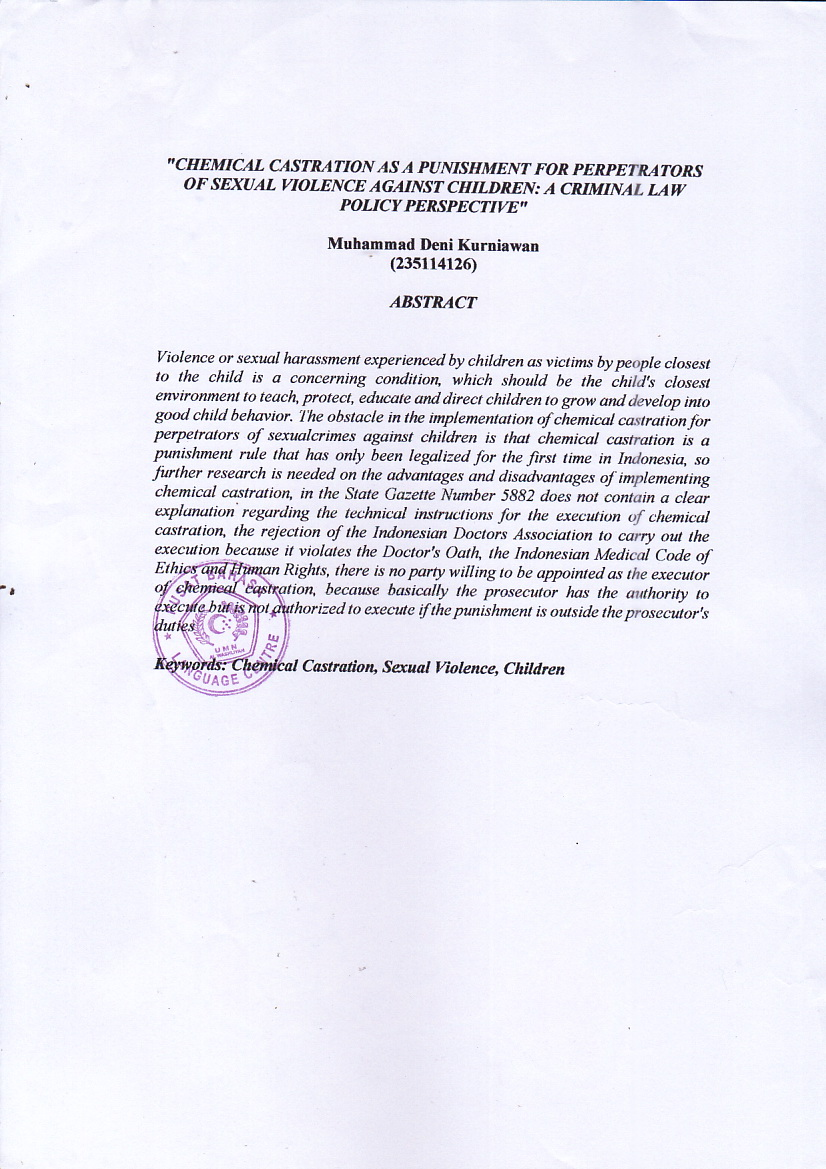 "CHEMICAL CASTRATION AS A PUNISHMENT FOR PERPETRATORS
OF SEXUAL VIOLENCE AGAINST CHILDREN: A CRIMINAL LAW
POLICY PERSPECTIVE"
Muhammad Deni Kurniawan
(235114126)
ABSTRACT
Violence or sexual harassment experienced by children as victims by people closest
to the child is a concerning condition, which should be the child's closest
environment to teach, protect, educate and direct children to grow and develop into
good child behavior. The obstacle in the implementation of chemical castration for
perpetrators of sexualcrimes against children is that chemical castration is a
punishment rule that has only been legalized for the first time in Indonesia, so
further research is needed on the advantages and disadvantages of implementing
chemical castration, in the State Gazette Number 5882 does not contain a clear
explanation regarding the technical instructions for the execution of chemical
castration, the rejection of the Indonesian Doctors Association to carry out the
execution because it violates the Doctor's Oath, the Indonesian Medical Code of
Ethics and Human Rights, there is no party willing to be appointed as the executor
of chemical castration, because basically the prosecutor has the authority to
execute but is not authorized to execute if the punishment is outside the prosecutor's
duties
Keywords: Chemical Castration, Sexual Violence, Children
PUSAT BAHASA
UMN
LANGUAGE CENTRE